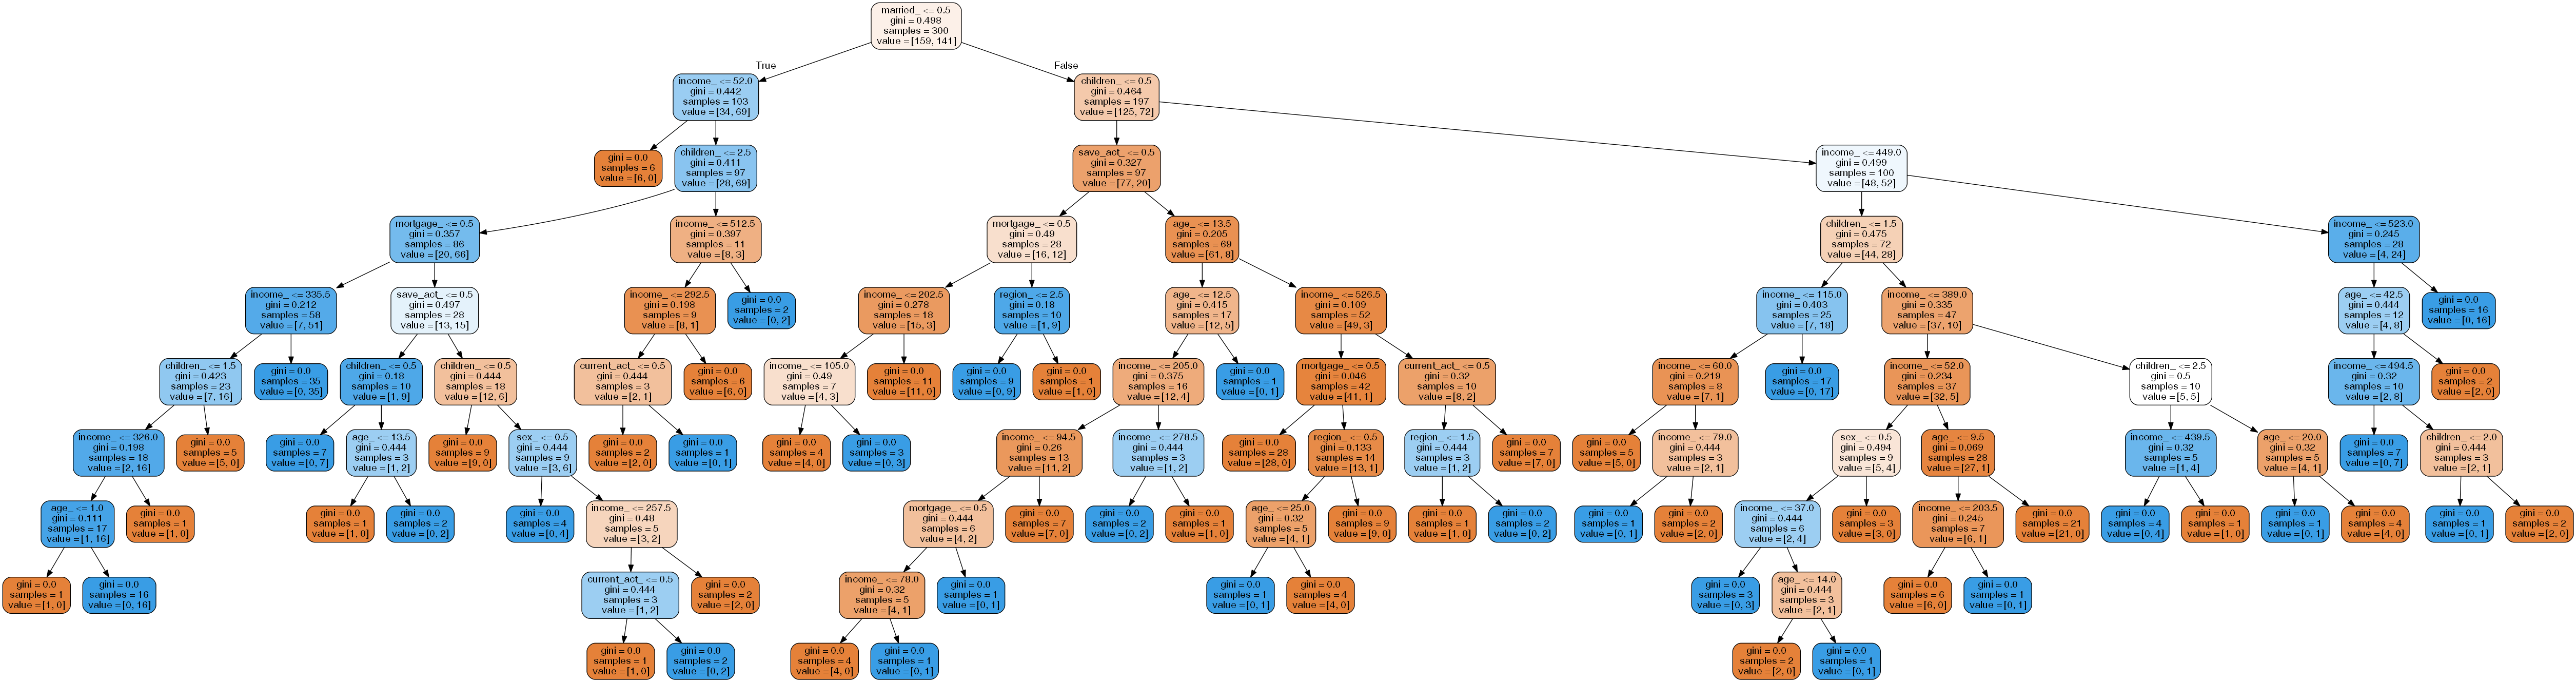 married_ <= 0.5
gini = 0.498
samples = 300
value = [159, 141]
True
False
income_ <= 52.0
gini = 0.442
samples = 103
value = [34, 69]
children_ <= 0.5
gini = 0.464
samples = 197
value = [125, 72]
gini = 0.0
samples = 6
value = [6, 0]
children_ <= 2.5
gini = 0.411
samples = 97
value = [28, 69]
save_act_ <= 0.5
gini = 0.327
samples = 97
value = [77, 20]
income_ <= 449.0
gini = 0.499
samples = 100
value = [48, 52]
mortgage_ <= 0.5
gini = 0.357
samples = 86
value = [20, 66]
income_ <= 512.5
gini = 0.397
samples = 11
value = [8, 3]
mortgage_ <= 0.5
gini = 0.49
samples = 28
value = [16, 12]
age_ <= 13.5
gini = 0.205
samples = 69
value = [61, 8]
children_ <= 1.5
gini = 0.475
samples = 72
value = [44, 28]
income_ <= 523.0
gini = 0.245
samples = 28
value = [4, 24]
income_ <= 335.5
gini = 0.212
samples = 58
value = [7, 51]
save_act_ <= 0.5
gini = 0.497
samples = 28
value = [13, 15]
income_ <= 292.5
gini = 0.198
samples = 9
value = [8, 1]
gini = 0.0
samples = 2
value = [0, 2]
income_ <= 202.5
gini = 0.278
samples = 18
value = [15, 3]
region_ <= 2.5
gini = 0.18
samples = 10
value = [1, 9]
age_ <= 12.5
gini = 0.415
samples = 17
value = [12, 5]
income_ <= 526.5
gini = 0.109
samples = 52
value = [49, 3]
income_ <= 115.0
gini = 0.403
samples = 25
value = [7, 18]
income_ <= 389.0
gini = 0.335
samples = 47
value = [37, 10]
age_ <= 42.5
gini = 0.444
samples = 12
value = [4, 8]
gini = 0.0
samples = 16
value = [0, 16]
children_ <= 1.5
gini = 0.423
samples = 23
value = [7, 16]
gini = 0.0
samples = 35
value = [0, 35]
children_ <= 0.5
gini = 0.18
samples = 10
value = [1, 9]
children_ <= 0.5
gini = 0.444
samples = 18
value = [12, 6]
current_act_ <= 0.5
gini = 0.444
samples = 3
value = [2, 1]
gini = 0.0
samples = 6
value = [6, 0]
income_ <= 105.0
gini = 0.49
samples = 7
value = [4, 3]
gini = 0.0
samples = 11
value = [11, 0]
gini = 0.0
samples = 9
value = [0, 9]
gini = 0.0
samples = 1
value = [1, 0]
income_ <= 205.0
gini = 0.375
samples = 16
value = [12, 4]
gini = 0.0
samples = 1
value = [0, 1]
mortgage_ <= 0.5
gini = 0.046
samples = 42
value = [41, 1]
current_act_ <= 0.5
gini = 0.32
samples = 10
value = [8, 2]
income_ <= 60.0
gini = 0.219
samples = 8
value = [7, 1]
gini = 0.0
samples = 17
value = [0, 17]
income_ <= 52.0
gini = 0.234
samples = 37
value = [32, 5]
children_ <= 2.5
gini = 0.5
samples = 10
value = [5, 5]
income_ <= 494.5
gini = 0.32
samples = 10
value = [2, 8]
gini = 0.0
samples = 2
value = [2, 0]
income_ <= 326.0
gini = 0.198
samples = 18
value = [2, 16]
gini = 0.0
samples = 5
value = [5, 0]
gini = 0.0
samples = 7
value = [0, 7]
age_ <= 13.5
gini = 0.444
samples = 3
value = [1, 2]
gini = 0.0
samples = 9
value = [9, 0]
sex_ <= 0.5
gini = 0.444
samples = 9
value = [3, 6]
gini = 0.0
samples = 2
value = [2, 0]
gini = 0.0
samples = 1
value = [0, 1]
gini = 0.0
samples = 4
value = [4, 0]
gini = 0.0
samples = 3
value = [0, 3]
income_ <= 94.5
gini = 0.26
samples = 13
value = [11, 2]
income_ <= 278.5
gini = 0.444
samples = 3
value = [1, 2]
gini = 0.0
samples = 28
value = [28, 0]
region_ <= 0.5
gini = 0.133
samples = 14
value = [13, 1]
region_ <= 1.5
gini = 0.444
samples = 3
value = [1, 2]
gini = 0.0
samples = 7
value = [7, 0]
gini = 0.0
samples = 5
value = [5, 0]
income_ <= 79.0
gini = 0.444
samples = 3
value = [2, 1]
sex_ <= 0.5
gini = 0.494
samples = 9
value = [5, 4]
age_ <= 9.5
gini = 0.069
samples = 28
value = [27, 1]
income_ <= 439.5
gini = 0.32
samples = 5
value = [1, 4]
age_ <= 20.0
gini = 0.32
samples = 5
value = [4, 1]
gini = 0.0
samples = 7
value = [0, 7]
children_ <= 2.0
gini = 0.444
samples = 3
value = [2, 1]
age_ <= 1.0
gini = 0.111
samples = 17
value = [1, 16]
gini = 0.0
samples = 1
value = [1, 0]
gini = 0.0
samples = 1
value = [1, 0]
gini = 0.0
samples = 2
value = [0, 2]
gini = 0.0
samples = 4
value = [0, 4]
income_ <= 257.5
gini = 0.48
samples = 5
value = [3, 2]
mortgage_ <= 0.5
gini = 0.444
samples = 6
value = [4, 2]
gini = 0.0
samples = 7
value = [7, 0]
gini = 0.0
samples = 2
value = [0, 2]
gini = 0.0
samples = 1
value = [1, 0]
age_ <= 25.0
gini = 0.32
samples = 5
value = [4, 1]
gini = 0.0
samples = 9
value = [9, 0]
gini = 0.0
samples = 1
value = [1, 0]
gini = 0.0
samples = 2
value = [0, 2]
gini = 0.0
samples = 1
value = [0, 1]
gini = 0.0
samples = 2
value = [2, 0]
income_ <= 37.0
gini = 0.444
samples = 6
value = [2, 4]
gini = 0.0
samples = 3
value = [3, 0]
income_ <= 203.5
gini = 0.245
samples = 7
value = [6, 1]
gini = 0.0
samples = 21
value = [21, 0]
gini = 0.0
samples = 4
value = [0, 4]
gini = 0.0
samples = 1
value = [1, 0]
gini = 0.0
samples = 1
value = [0, 1]
gini = 0.0
samples = 4
value = [4, 0]
gini = 0.0
samples = 1
value = [0, 1]
gini = 0.0
samples = 2
value = [2, 0]
gini = 0.0
samples = 1
value = [1, 0]
gini = 0.0
samples = 16
value = [0, 16]
current_act_ <= 0.5
gini = 0.444
samples = 3
value = [1, 2]
gini = 0.0
samples = 2
value = [2, 0]
income_ <= 78.0
gini = 0.32
samples = 5
value = [4, 1]
gini = 0.0
samples = 1
value = [0, 1]
gini = 0.0
samples = 1
value = [0, 1]
gini = 0.0
samples = 4
value = [4, 0]
gini = 0.0
samples = 3
value = [0, 3]
age_ <= 14.0
gini = 0.444
samples = 3
value = [2, 1]
gini = 0.0
samples = 6
value = [6, 0]
gini = 0.0
samples = 1
value = [0, 1]
gini = 0.0
samples = 1
value = [1, 0]
gini = 0.0
samples = 2
value = [0, 2]
gini = 0.0
samples = 4
value = [4, 0]
gini = 0.0
samples = 1
value = [0, 1]
gini = 0.0
samples = 2
value = [2, 0]
gini = 0.0
samples = 1
value = [0, 1]